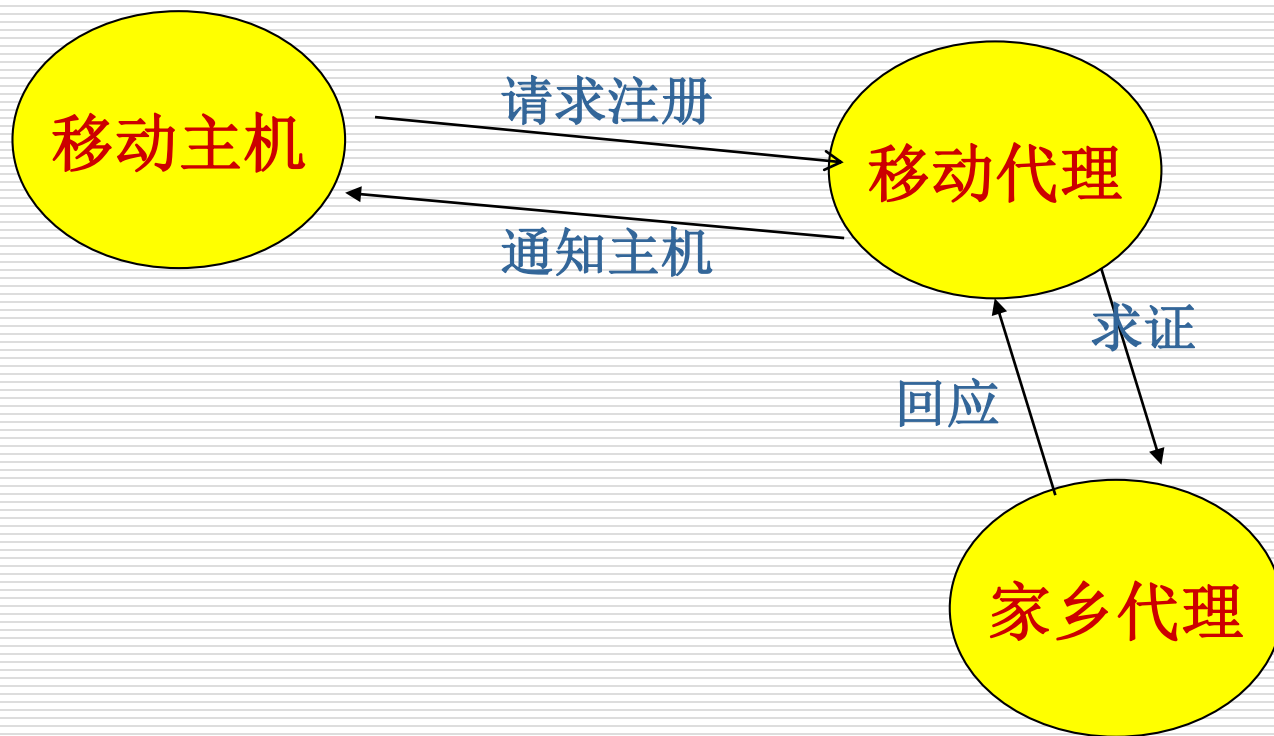 请求注册
移动主机
移动代理
通知主机
求证
回应
家乡代理